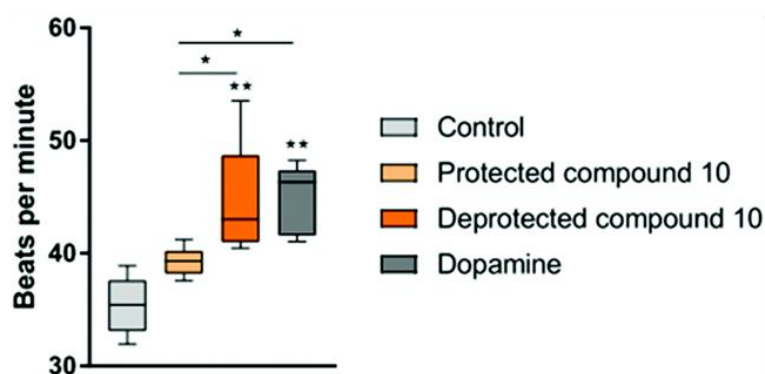 60
50
40
30
Beats per minute
*
*
**
**
Control
Protected compound 10
Deprotected compound 10
Dopamine